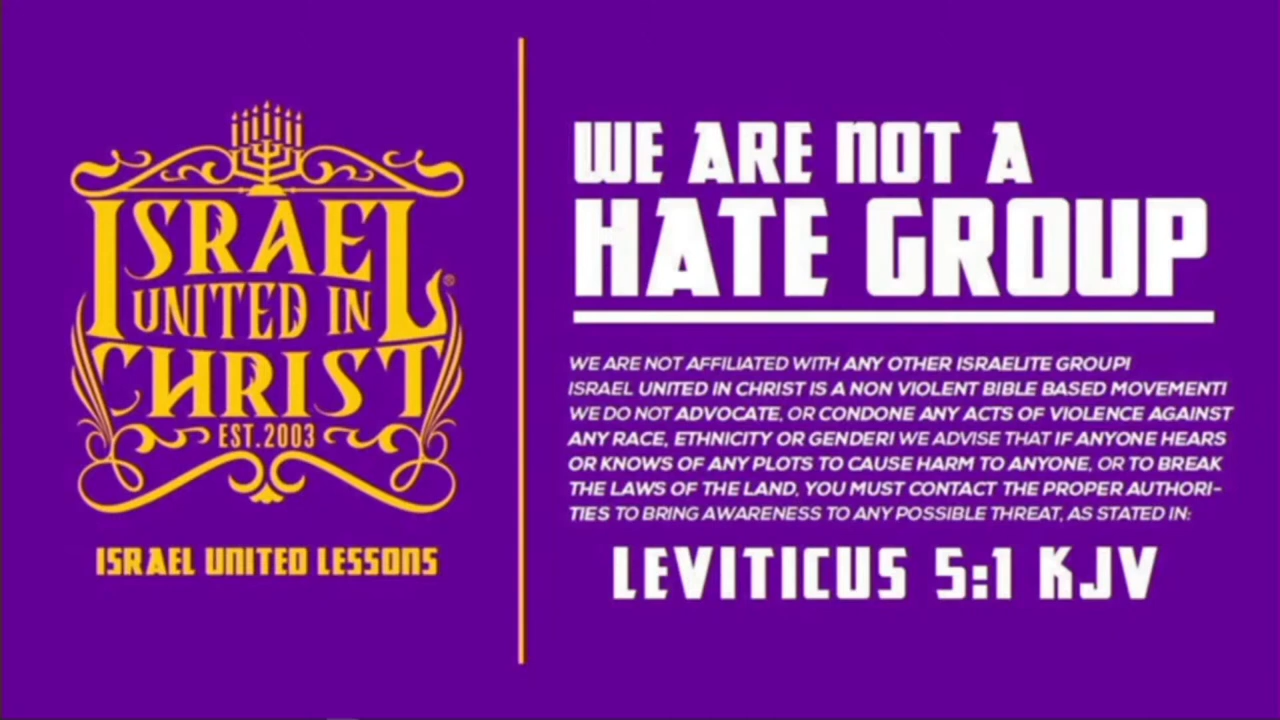 ISRAEL
UNITED IN
CHRIST
®
EST. 2003
ISRAEL UNITED LESSONS
WE ARE NOT A
HATE GROUP
WE ARE NOT AFFILIATED WITH ANY OTHER ISRAELITE GROUP!
ISRAEL UNITED IN CHRIST IS A NON VIOLENT BIBLE BASED MOVEMENT!
WE DO NOT ADVOCATE, OR CONDONE ANY ACTS OF VIOLENCE AGAINST
ANY RACE, ETHNICITY OR GENDER! WE ADVISE THAT IF ANYONE HEARS
OR KNOWS OF ANY PLOTS TO CAUSE HARM TO ANYONE, OR TO BREAK
THE LAWS OF THE LAND, YOU MUST CONTACT THE PROPER AUTHORI-
TIES TO BRING AWARENESS TO ANY POSSIBLE THREAT, AS STATED IN:
LEVITICUS 5:1 KJV